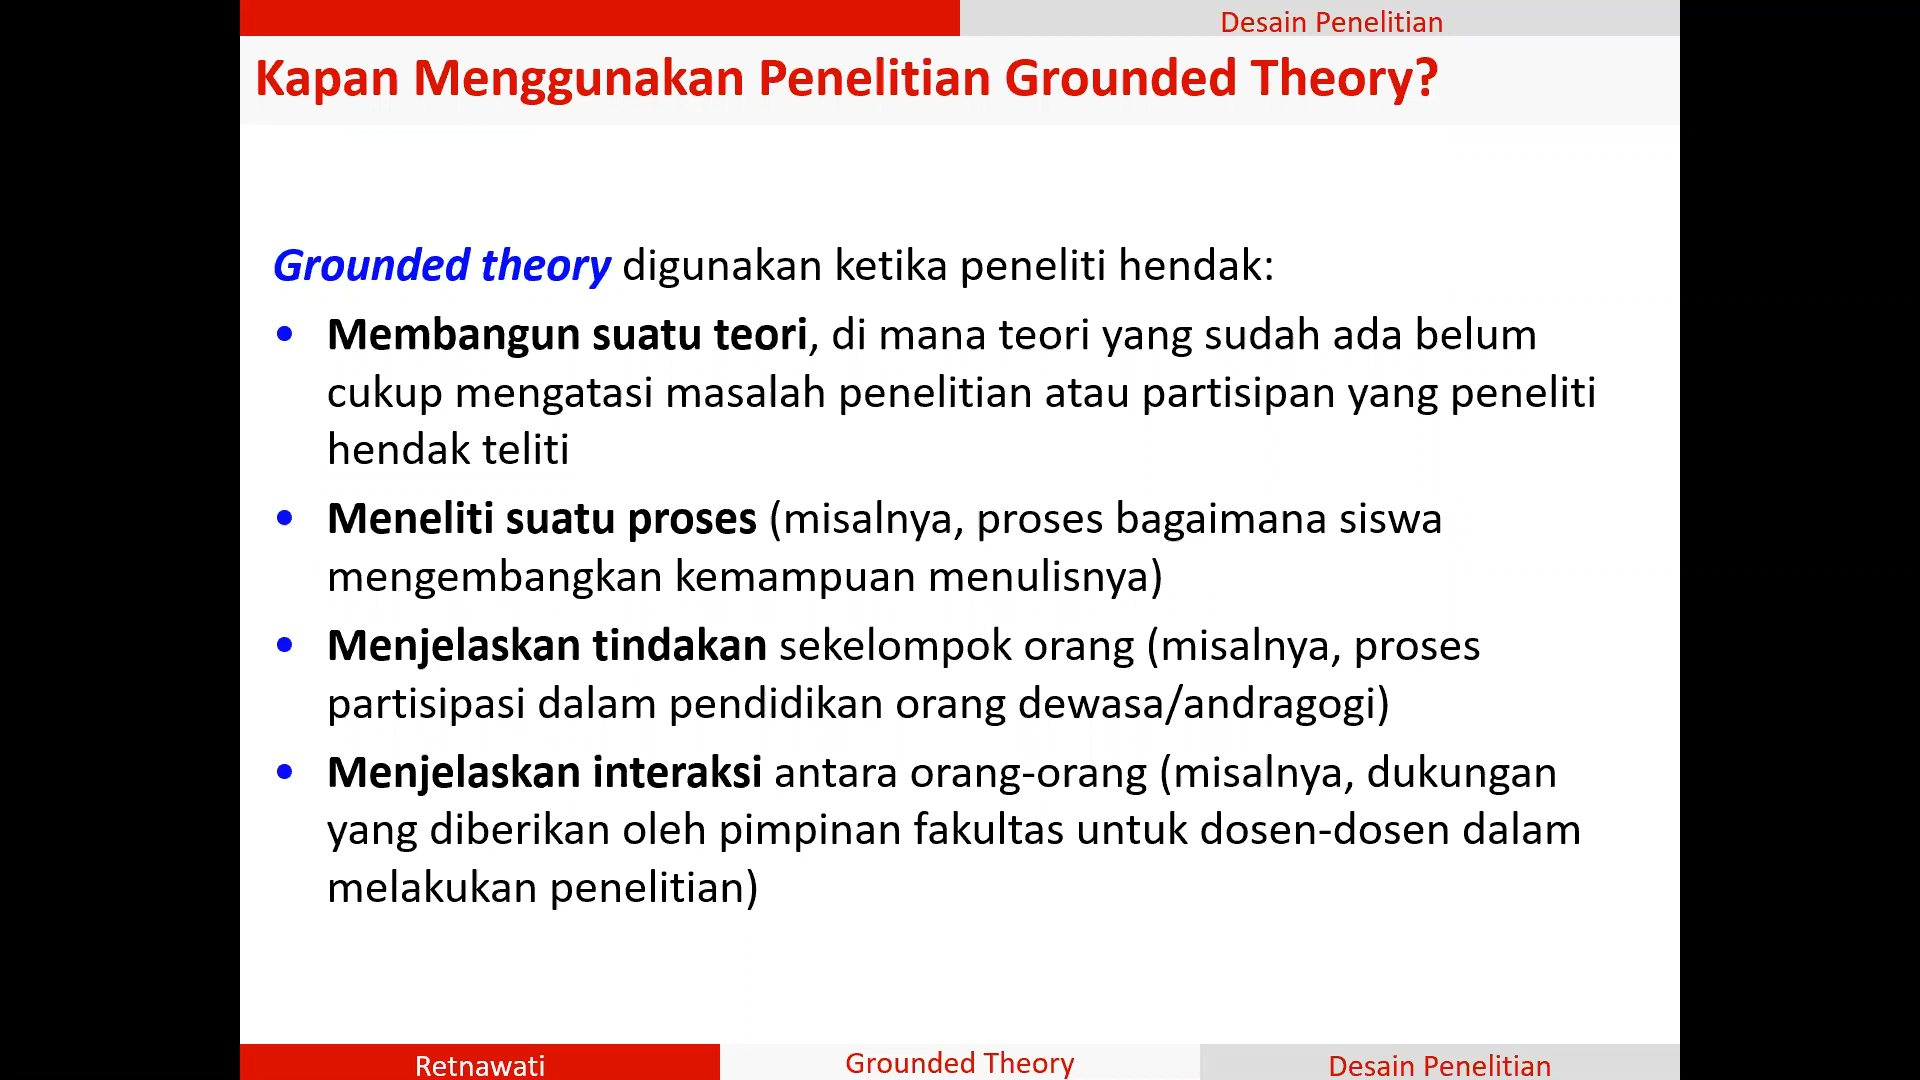 Desain Penelitian
Kapan Menggunakan Penelitian Grounded Theory?
Grounded theory digunakan ketika peneliti hendak:
• Membangun suatu teori, di mana teori yang sudah ada belum
cukup mengatasi masalah penelitian atau partisipan yang peneliti
hendak teliti
• Meneliti suatu proses (misalnya, proses bagaimana siswa
mengembangkan kemampuan menulisnya)
• Menjelaskan tindakan sekelompok orang (misalnya, proses
partisipasi dalam pendidikan orang dewasa/andragogi)
• Menjelaskan interaksi antara orang-orang (misalnya, dukungan
yang diberikan oleh pimpinan fakultas untuk dosen-dosen dalam
melakukan penelitian)
Retnawati
Grounded Theory
Desain Penelitian